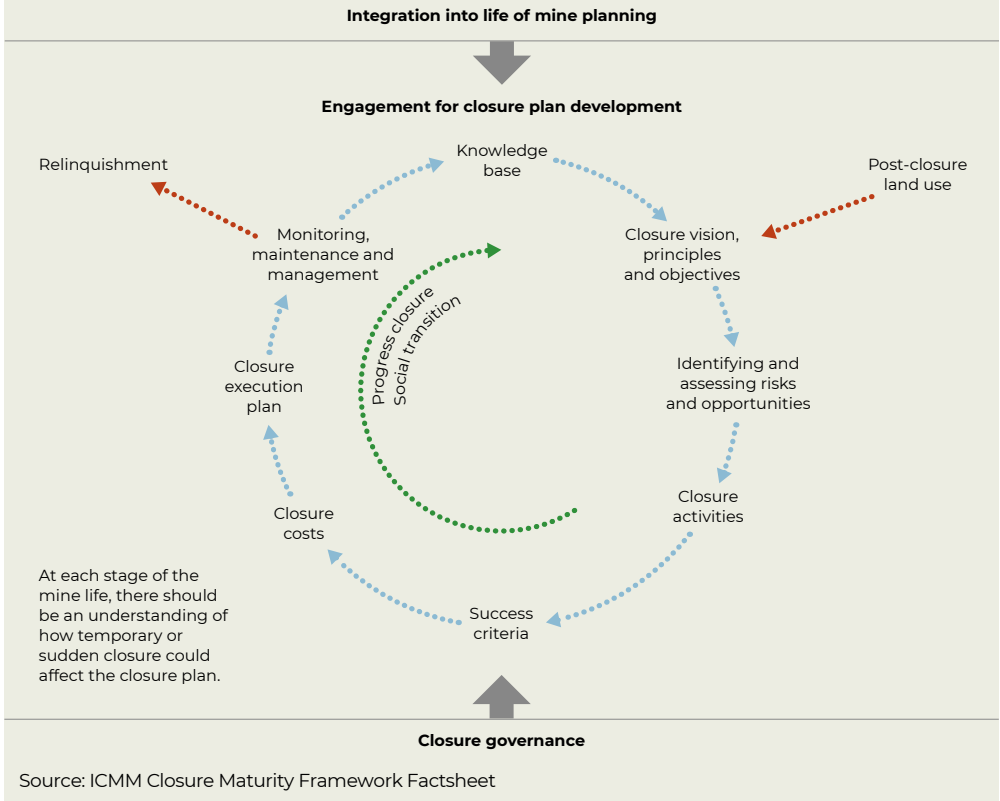 Integration into life of mine planning
Engagement for closure plan development
Knowledge
base
Relinquishment
Post-closure
land use
Monitoring,
maintenance and
management
Closure vision,
principles
and objectives
Progress closure
Social transition
Closure
execution
plan
Identifying and
assessing risks
and opportunities
Closure
costs
Closure
activities
At each stage of the
mine life, there should
be an understanding of
how temporary or
sudden closure could
affect the closure plan.
Success
criteria
Closure governance
Source: ICMM Closure Maturity Framework Factsheet